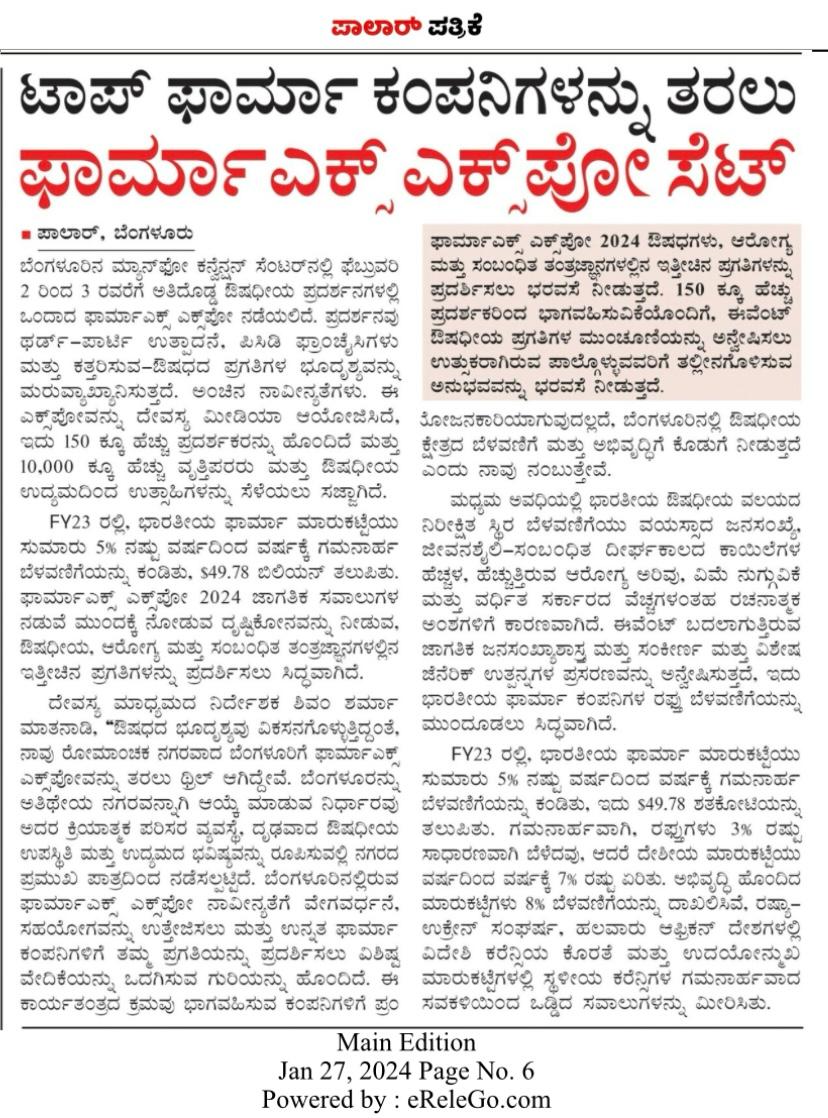 ಪಾಲಾರ್ ಪತ್ರಿಕೆ
ಟಾಪ್ ಫಾರ್ಮಾ ಕಂಪನಿಗಳನ್ನು ತರಲು
ಫಾರ್ಮಾಎಕ್ಸ್ ಎಕ್ಸ್‌ಪೋ ಸೆಟ್
ಪಾಲಾರ್, ಬೆಂಗಳೂರು
ಬೆಂಗಳೂರಿನ ಮ್ಯಾನ್‌ಫೋ ಕನ್ವೆನ್ಷನ್ ಸೆಂಟರ್‌ನಲ್ಲಿ ಫೆಬ್ರುವರಿ
2 ರಿಂದ 3 ರವರೆಗೆ ಅತಿದೊಡ್ಡ ಔಷಧೀಯ ಪ್ರದರ್ಶನಗಳಲ್ಲಿ
ಒಂದಾದ ಫಾರ್ಮಾಎಕ್ಸ್ ಎಕ್ಸ್‌ಪೋ ನಡೆಯಲಿದೆ. ಪ್ರದರ್ಶನವು
ಥರ್ಡ್-ಪಾರ್ಟಿ ಉತ್ಪಾದನೆ, ಪಿಸಿಡಿ ಫ್ರಾಂಚೈಸಿಗಳು
ಮತ್ತು ಕತ್ತರಿಸುವ-ಔಷಧದ ಪ್ರಗತಿಗಳ ಭೂದೃಶ್ಯವನ್ನು
ಮರುವ್ಯಾಖ್ಯಾನಿಸುತ್ತದೆ. ಅಂಚಿನ ನಾವೀನ್ಯತೆಗಳು. ಈ
ಎಕ್ಸ್‌ಪೋವನ್ನು ದೇವಸ್ಯ ಮೀಡಿಯಾ ಆಯೋಜಿಸಿದೆ,
ಇದು 150 ಕ್ಕೂ ಹೆಚ್ಚು ಪ್ರದರ್ಶಕರನ್ನು ಹೊಂದಿದೆ ಮತ್ತು
10,000 ಕ್ಕೂ ಹೆಚ್ಚು ವೃತ್ತಿಪರರು ಮತ್ತು ಔಷಧೀಯ
ಉದ್ಯಮದಿಂದ ಉತ್ಸಾಹಿಗಳನ್ನು ಸೆಳೆಯಲು ಸಜ್ಜಾಗಿದೆ.
FY23 ರಲ್ಲಿ, ಭಾರತೀಯ ಫಾರ್ಮಾ ಮಾರುಕಟ್ಟೆಯು
ಸುಮಾರು 5% ನಷ್ಟು ವರ್ಷದಿಂದ ವರ್ಷಕ್ಕೆ ಗಮನಾರ್ಹ
ಬೆಳವಣಿಗೆಯನ್ನು ಕಂಡಿತು, $49.78 ಬಿಲಿಯನ್ ತಲುಪಿತು.
ಫಾರ್ಮಾಎಕ್ಸ್ ಎಕ್ಸ್‌ಪೋ 2024 ಜಾಗತಿಕ ಸವಾಲುಗಳ
ನಡುವೆ ಮುಂದಕ್ಕೆ ನೋಡುವ ದೃಷ್ಟಿಕೋನವನ್ನು ನೀಡುವ,
ಔಷಧೀಯ, ಆರೋಗ್ಯ ಮತ್ತು ಸಂಬಂಧಿತ ತಂತ್ರಜ್ಞಾನಗಳಲ್ಲಿನ
ಇತ್ತೀಚಿನ ಪ್ರಗತಿಗಳನ್ನು ಪ್ರದರ್ಶಿಸಲು ಸಿದ್ಧವಾಗಿದೆ.
ದೇವಸ್ಯ ಮಾಧ್ಯಮದ ನಿರ್ದೇಶಕ ಶಿವಂ ಶರ್ಮಾ
ಮಾತನಾಡಿ, “ಔಷಧದ ಭೂದೃಶ್ಯವು ವಿಕಸನಗೊಳ್ಳುತ್ತಿದ್ದಂತೆ,
ನಾವು ರೋಮಾಂಚಕ ನಗರವಾದ ಬೆಂಗಳೂರಿಗೆ ಫಾರ್ಮಾಎಕ್ಸ್
ಎಕ್ಸ್‌ಪೋವನ್ನು ತರಲು ಥ್ರಿಲ್ ಆಗಿದ್ದೇವೆ. ಬೆಂಗಳೂರನ್ನು
ಅತಿಥೇಯ ನಗರವನ್ನಾಗಿ ಆಯ್ಕೆ ಮಾಡುವ ನಿರ್ಧಾರವು
ಅದರ ಕ್ರಿಯಾತ್ಮಕ ಪರಿಸರ ವ್ಯವಸ್ಥೆ, ದೃಢವಾದ ಔಷಧೀಯ
ಉಪಸ್ಥಿತಿ ಮತ್ತು ಉದ್ಯಮದ ಭವಿಷ್ಯವನ್ನು ರೂಪಿಸುವಲ್ಲಿ ನಗರದ
ಪ್ರಮುಖ ಪಾತ್ರದಿಂದ ನಡೆಸಲ್ಪಟ್ಟಿದೆ. ಬೆಂಗಳೂರಿನಲ್ಲಿರುವ
ಫಾರ್ಮಾಎಕ್ಸ್ ಎಕ್ಸ್‌ಪೋ ನಾವೀನ್ಯತೆಗೆ ವೇಗವರ್ಧನೆ,
ಸಹಯೋಗವನ್ನು ಉತ್ತೇಜಿಸಲು ಮತ್ತು ಉನ್ನತ ಫಾರ್ಮಾ
ಕಂಪನಿಗಳಿಗೆ ತಮ್ಮ ಪ್ರಗತಿಯನ್ನು ಪ್ರದರ್ಶಿಸಲು ವಿಶಿಷ್ಟ
ವೇದಿಕೆಯನ್ನು ಒದಗಿಸುವ ಗುರಿಯನ್ನು ಹೊಂದಿದೆ. ಈ
ಕಾರ್ಯತಂತ್ರದ ಕ್ರಮವು ಭಾಗವಹಿಸುವ ಕಂಪನಿಗಳಿಗೆ ಪ್ರಂ
ಫಾರ್ಮಾಎಕ್ಸ್ ಎಕ್ಸ್‌ಪೋ 2024 ಔಷಧಗಳು, ಆರೋಗ್ಯ
ಮತ್ತು ಸಂಬಂಧಿತ ತಂತ್ರಜ್ಞಾನಗಳಲ್ಲಿನ ಇತ್ತೀಚಿನ ಪ್ರಗತಿಗಳನ್ನು
ಪ್ರದರ್ಶಿಸಲು ಭರವಸೆ ನೀಡುತ್ತದೆ. 150 ಕ್ಕೂ ಹೆಚ್ಚು
ಪ್ರದರ್ಶಕರಿಂದ ಭಾಗವಹಿಸುವಿಕೆಯೊಂದಿಗೆ, ಈವೆಂಟ್
ಔಷಧೀಯ ಪ್ರಗತಿಗಳ ಮುಂಚೂಣಿಯನ್ನು ಅನ್ವೇಷಿಸಲು
ಉತ್ಸುಕರಾಗಿರುವ ಪಾಲ್ಗೊಳ್ಳುವವರಿಗೆ ತಲ್ಲೀನಗೊಳಿಸುವ
ಅನುಭವವನ್ನು ಭರವಸೆ ನೀಡುತ್ತದೆ.
ಯೋಜನಕಾರಿಯಾಗುವುದಲ್ಲದೆ, ಬೆಂಗಳೂರಿನಲ್ಲಿ ಔಷಧೀಯ
ಕ್ಷೇತ್ರದ ಬೆಳವಣಿಗೆ ಮತ್ತು ಅಭಿವೃದ್ಧಿಗೆ ಕೊಡುಗೆ ನೀಡುತ್ತದೆ
ಎಂದು ನಾವು ನಂಬುತ್ತೇವೆ.
ಮಧ್ಯಮ ಅವಧಿಯಲ್ಲಿ ಭಾರತೀಯ ಔಷಧೀಯ ವಲಯದ
ನಿರೀಕ್ಷಿತ ಸ್ಥಿರ ಬೆಳವಣಿಗೆಯು ವಯಸ್ಸಾದ ಜನಸಂಖ್ಯೆ,
ಜೀವನಶೈಲಿ-ಸಂಬಂಧಿತ ದೀರ್ಘಕಾಲದ ಕಾಯಿಲೆಗಳ
ಹೆಚ್ಚಳ, ಹೆಚ್ಚುತ್ತಿರುವ ಆರೋಗ್ಯ ಅರಿವು, ವಿಮೆ ನುಗ್ಗುವಿಕೆ
ಮತ್ತು ವರ್ಧಿತ ಸರ್ಕಾರದ ವೆಚ್ಚಗಳಂತಹ ರಚನಾತ್ಮಕ
ಅಂಶಗಳಿಗೆ ಕಾರಣವಾಗಿದೆ. ಈವೆಂಟ್ ಬದಲಾಗುತ್ತಿರುವ
ಜಾಗತಿಕ ಜನಸಂಖ್ಯಾಶಾಸ್ತ್ರ ಮತ್ತು ಸಂಕೀರ್ಣ ಮತ್ತು ವಿಶೇಷ
ಜೆನೆರಿಕ್ ಉತ್ಪನ್ನಗಳ ಪ್ರಸರಣವನ್ನು ಅನ್ವೇಷಿಸುತ್ತದೆ, ಇದು
ಭಾರತೀಯ ಫಾರ್ಮಾ ಕಂಪನಿಗಳ ರಫ್ತು ಬೆಳವಣಿಗೆಯನ್ನು
ಮುಂದೂಡಲು ಸಿದ್ಧವಾಗಿದೆ.
FY23 ರಲ್ಲಿ, ಭಾರತೀಯ ಫಾರ್ಮಾ ಮಾರುಕಟ್ಟೆಯು
ಸುಮಾರು 5% ನಷ್ಟು ವರ್ಷದಿಂದ ವರ್ಷಕ್ಕೆ ಗಮನಾರ್ಹ
ಬೆಳವಣಿಗೆಯನ್ನು ಕಂಡಿತು, ಇದು $49.78 ಶತಕೋಟಿಯನ್ನು
ತಲುಪಿತು. ಗಮನಾರ್ಹವಾಗಿ, ರಫ್ತುಗಳು 3% ರಷ್ಟು
ಸಾಧಾರಣವಾಗಿ ಬೆಳೆದವು, ಆದರೆ ದೇಶೀಯ ಮಾರುಕಟ್ಟೆಯು
ವರ್ಷದಿಂದ ವರ್ಷಕ್ಕೆ 7% ರಷ್ಟು ಏರಿತು. ಅಭಿವೃದ್ಧಿ ಹೊಂದಿದ
ಮಾರುಕಟ್ಟೆಗಳು 8% ಬೆಳವಣಿಗೆಯನ್ನು ದಾಖಲಿಸಿವೆ, ರಷ್ಯಾ-
ಉಕ್ರೇನ್ ಸಂಘರ್ಷ, ಹಲವಾರು ಆಫ್ರಿಕನ್ ದೇಶಗಳಲ್ಲಿ
ವಿದೇಶಿ ಕರೆನ್ಸಿಯ ಕೊರತೆ ಮತ್ತು ಉದಯೋನ್ಮುಖ
ಮಾರುಕಟ್ಟೆಗಳಲ್ಲಿ ಸ್ಥಳೀಯ ಕರೆನ್ಸಿಗಳ ಗಮನಾರ್ಹವಾದ
ಸವಕಳಿಯಿಂದ ಒಡ್ಡಿದ ಸವಾಲುಗಳನ್ನು ಮೀರಿಸಿತು.
Main Edition
Jan 27, 2024 Page No. 6
Powered by : eReleGo.com